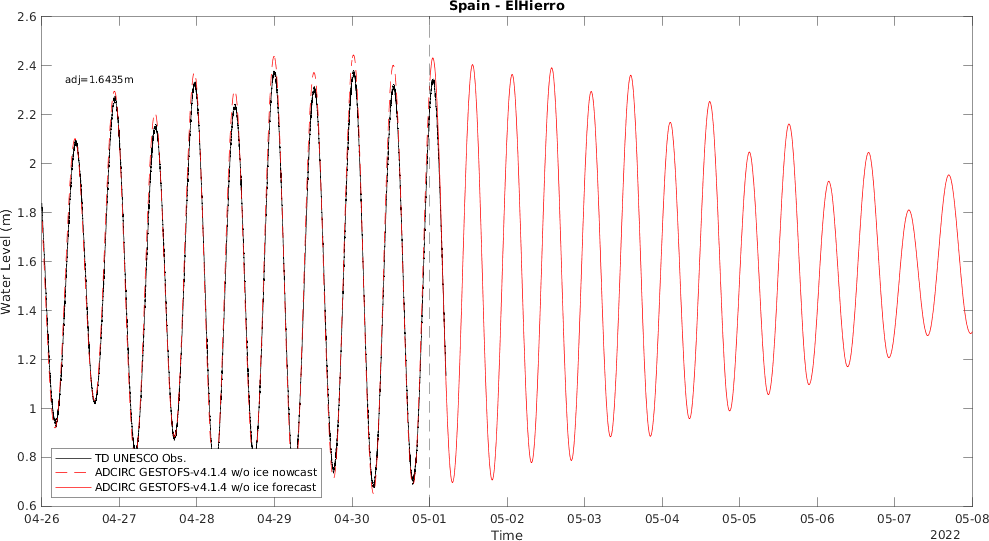 Spain - ElHierro
2.6
2.4
2.2
2
1.8
1.6
1.4
1.2
1
0.8
0.6
Water Level (m)
adj=1.6435m
TD UNESCO Obs.
ADCIRC GESTOFS-v4.1.4 w/o ice nowcast
ADCIRC GESTOFS-v4.1.4 w/o ice forecast
04-26 04-27 04-28 04-29 04-30 05-01 05-02 05-03 05-04 05-05 05-06 05-07 05-08
Time
2022